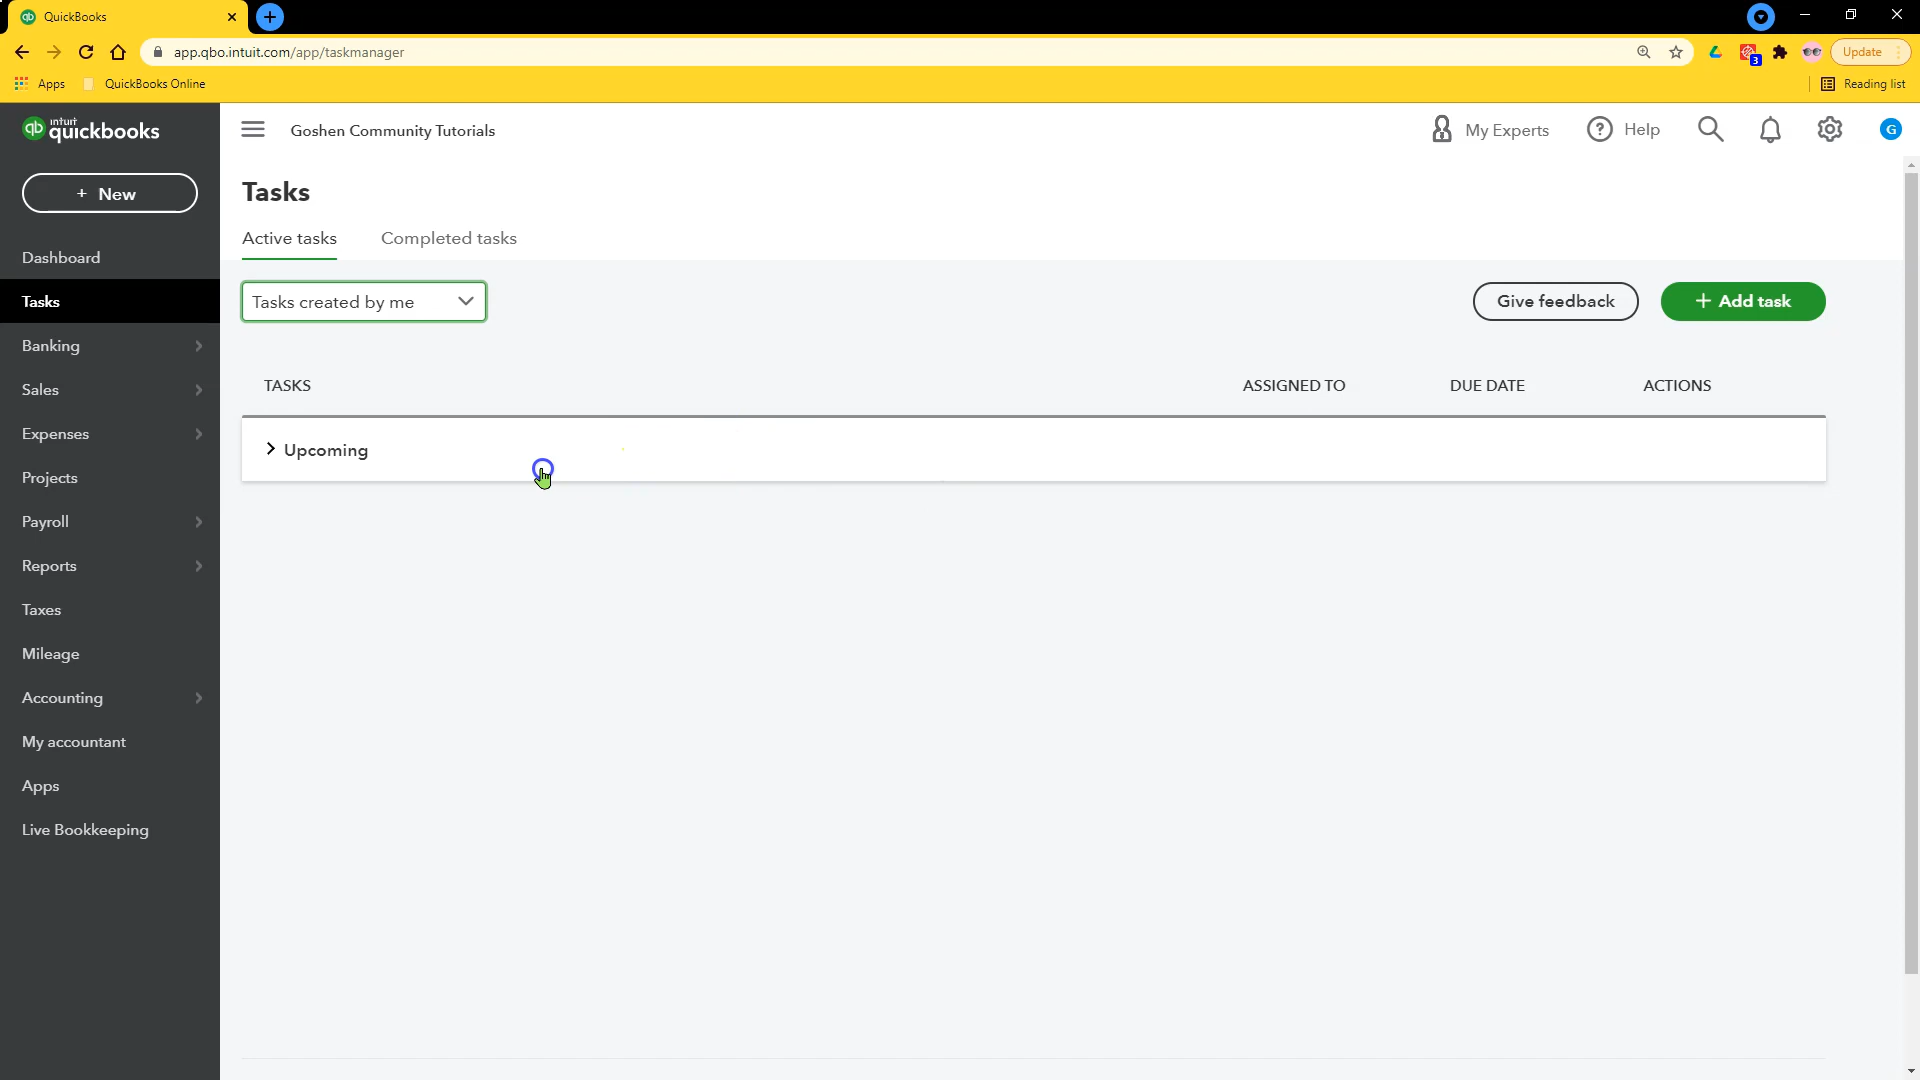 QuickBooks
app.qbo.intuit.com/app/taskmanager
3
Update
Apps
QuickBooks Online
Reading list
qb
intuit
quickbooks
Goshen Community Tutorials
My Experts
? Help
G
+ New
Tasks
Active tasks
Completed tasks
Dashboard
Tasks
Banking
Sales
Expenses
Projects
Payroll
Reports
Taxes
Mileage
Accounting
My accountant
Apps
Live Bookkeeping
Tasks created by me
Give feedback
+ Add task
TASKS
ASSIGNED TO
DUE DATE
ACTIONS
Upcoming